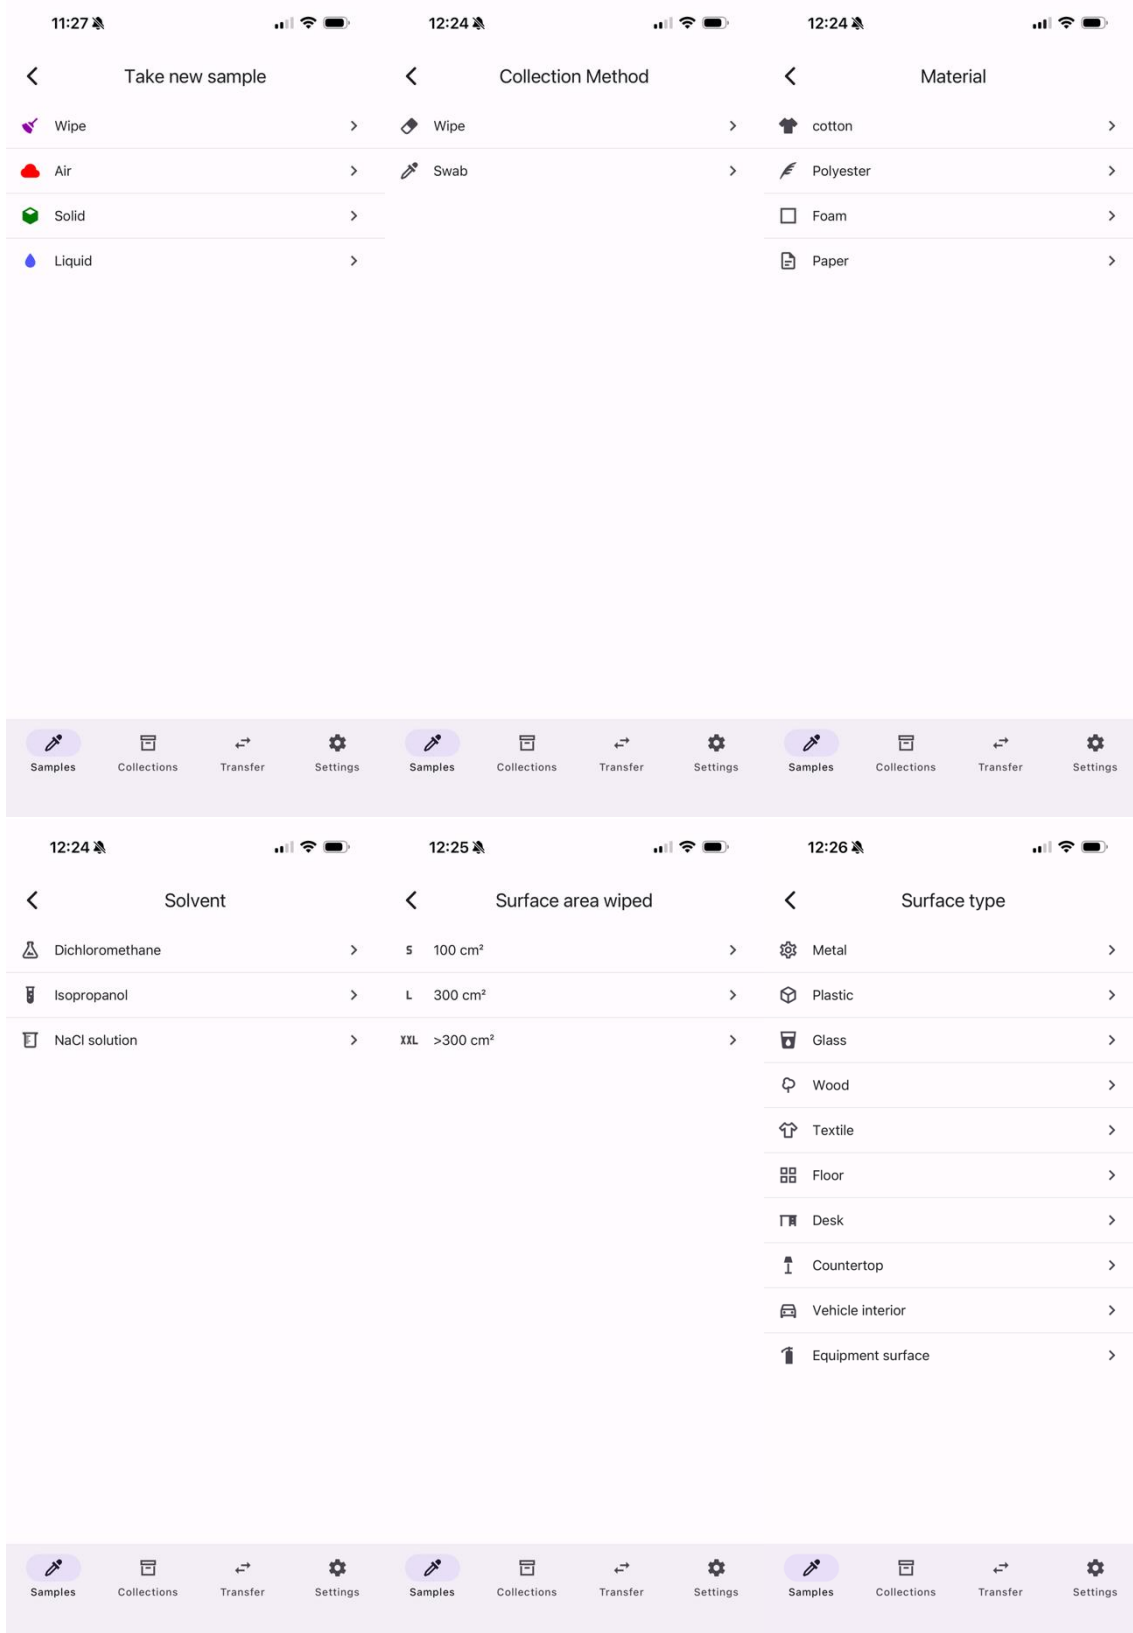 11:27
Take new sample
Wipe
Air
Solid
Liquid
Samples Collections Transfer Settings
12:24
Collection Method
Wipe
Swab
Samples Collections Transfer Settings
12:24
Material
cotton
Polyester
Foam
Paper
Samples Collections Transfer Settings
12:24
Solvent
Dichloromethane
Isopropanol
NaCl solution
Samples Collections Transfer Settings
12:25
Surface area wiped
S 100 cm²
L 300 cm²
XXL >300 cm²
Samples Collections Transfer Settings
12:26
Surface type
Metal
Plastic
Glass
Wood
Textile
Floor
Desk
Countertop
Vehicle interior
Equipment surface
Samples Collections Transfer Settings